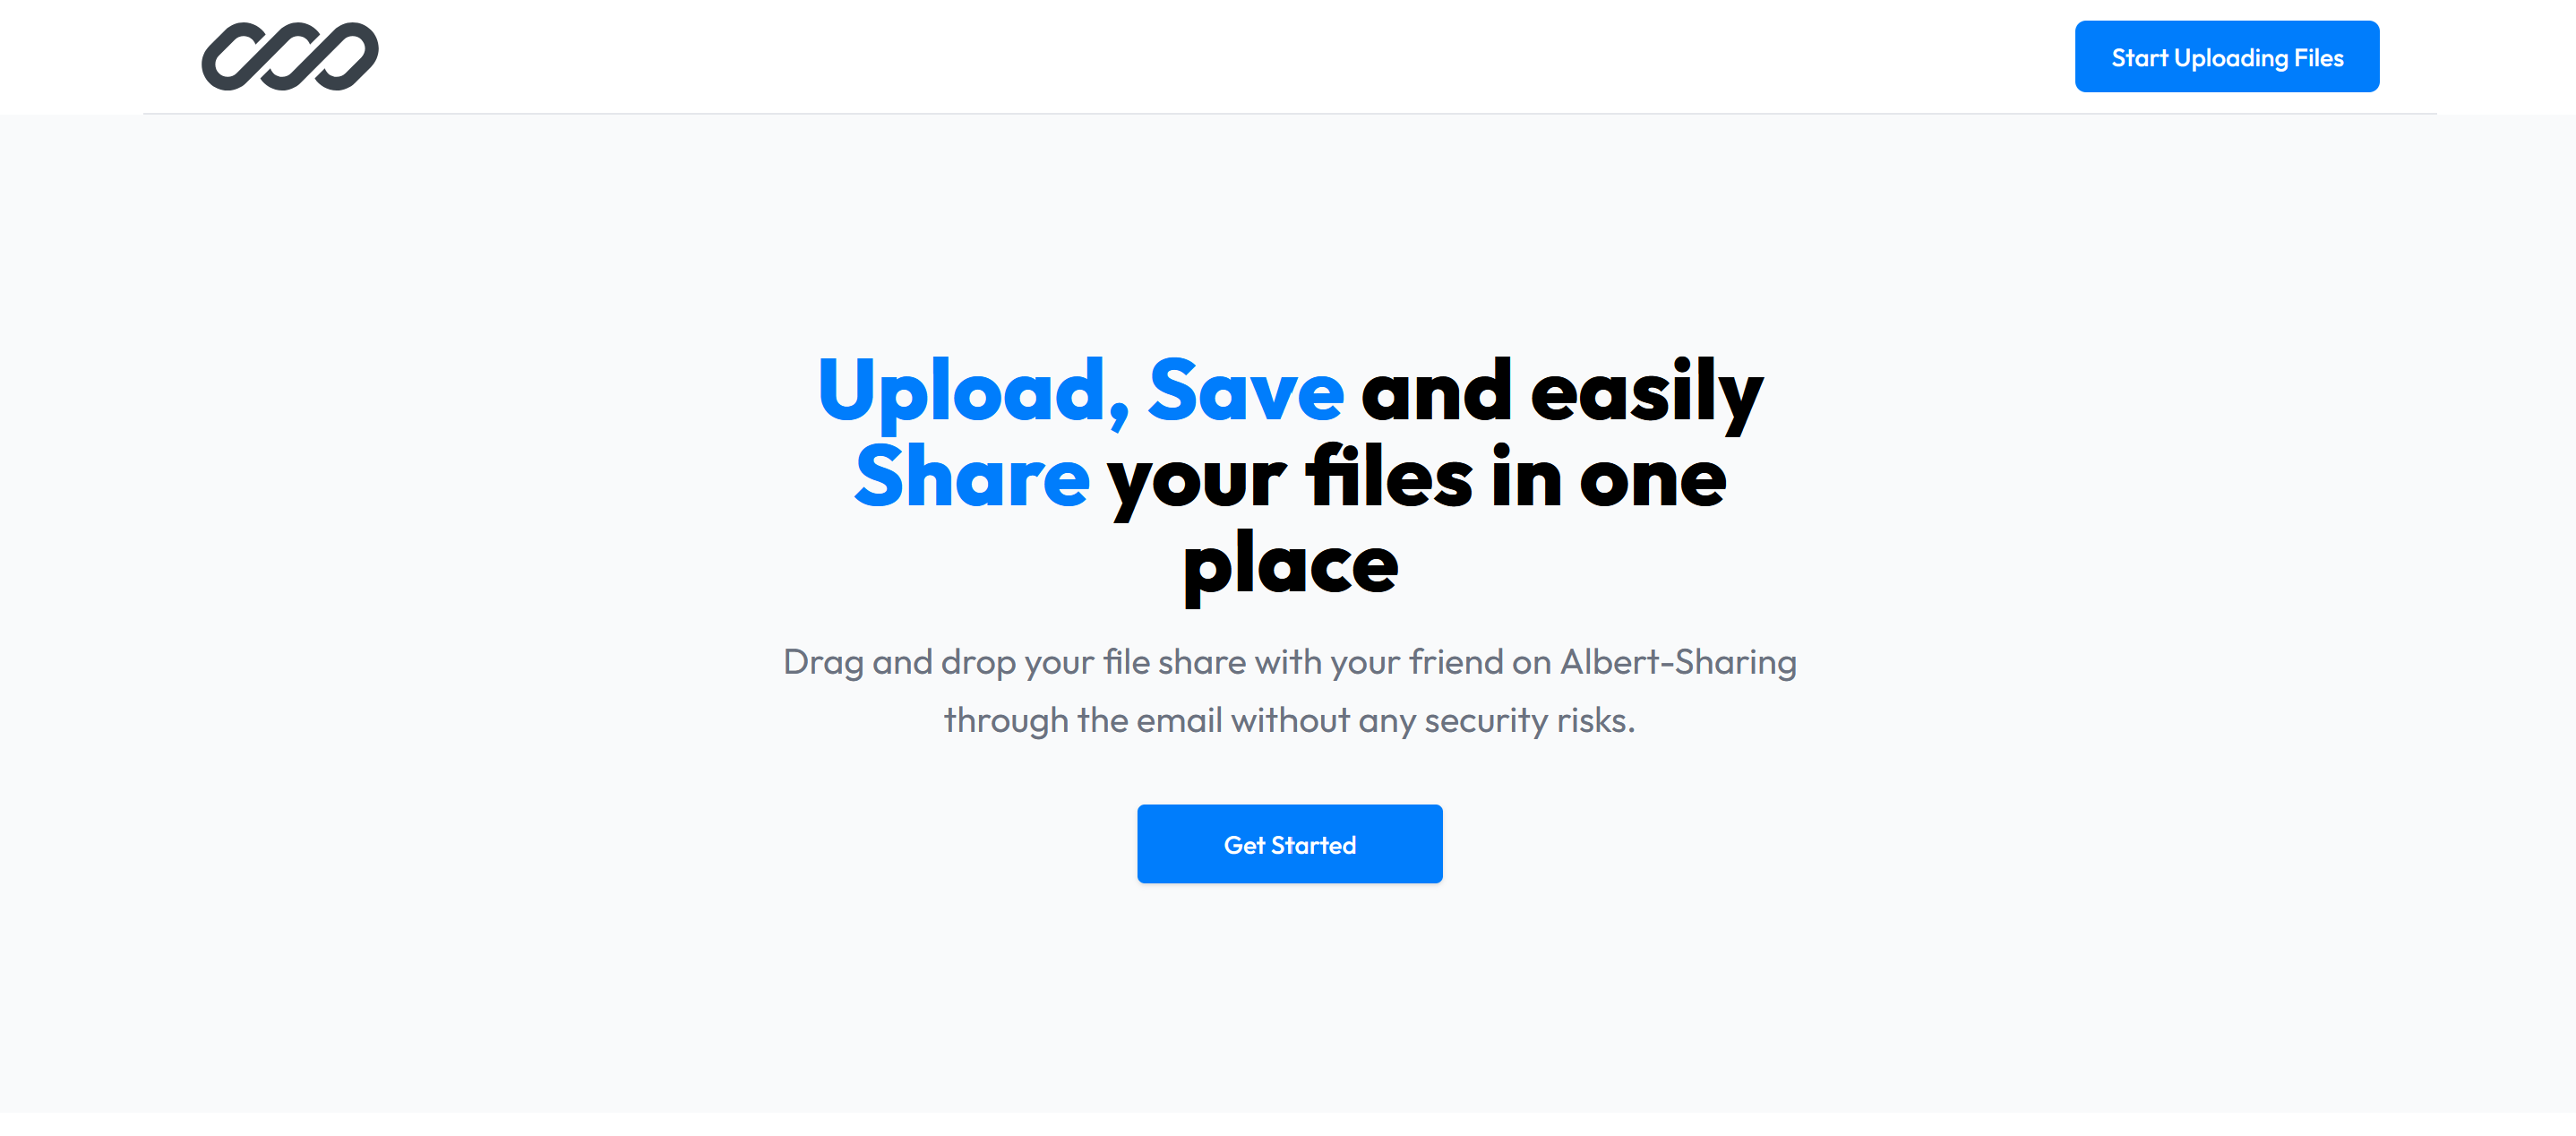 Start Uploading Files
Upload, Save and easily
Share your files in one
place
Drag and drop your file share with your friend on Albert-Sharing
through the email without any security risks.
Get Started